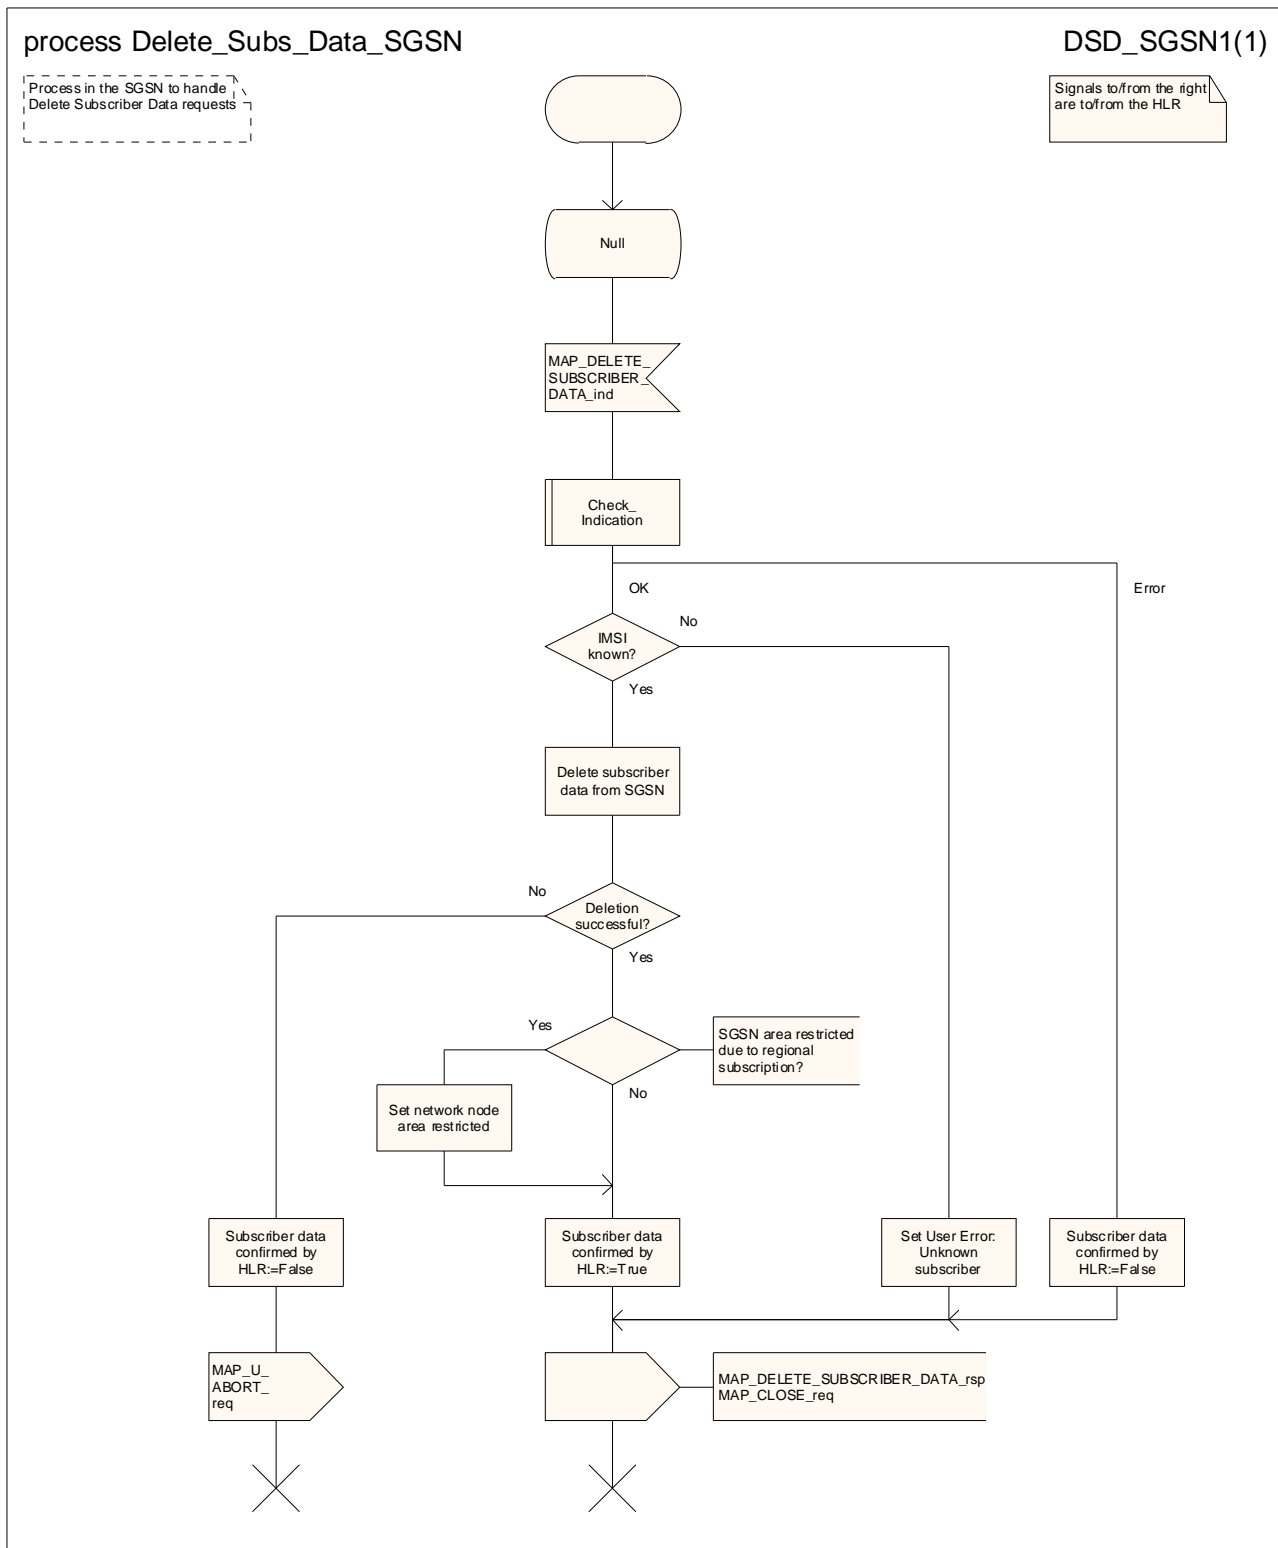 process Delete_Subs_Data_SGSN
DSD_SGSN1(1)
Process in the SGSN to handle
Delete Subscriber Data requests
Signals to/from the right
are to/from the HLR
Null
MAP_DELETE_
SUBSCRIBER_
DATA_ind
Check_
Indication
OK
Error
No
IMSI
known?
Yes
Delete subscriber
data from SGSN
No
Deletion
successful?
Yes
Yes
SGSN area restricted
due to regional
subscription?
No
Set network node
area restricted
Subscriber data
confirmed by
HLR:=False
Subscriber data
confirmed by
HLR:=True
Set User Error:
Unknown
subscriber
Subscriber data
confirmed by
HLR:=False
MAP_U_
ABORT_
req
MAP_DELETE_SUBSCRIBER_DATA_rsp
MAP_CLOSE_req